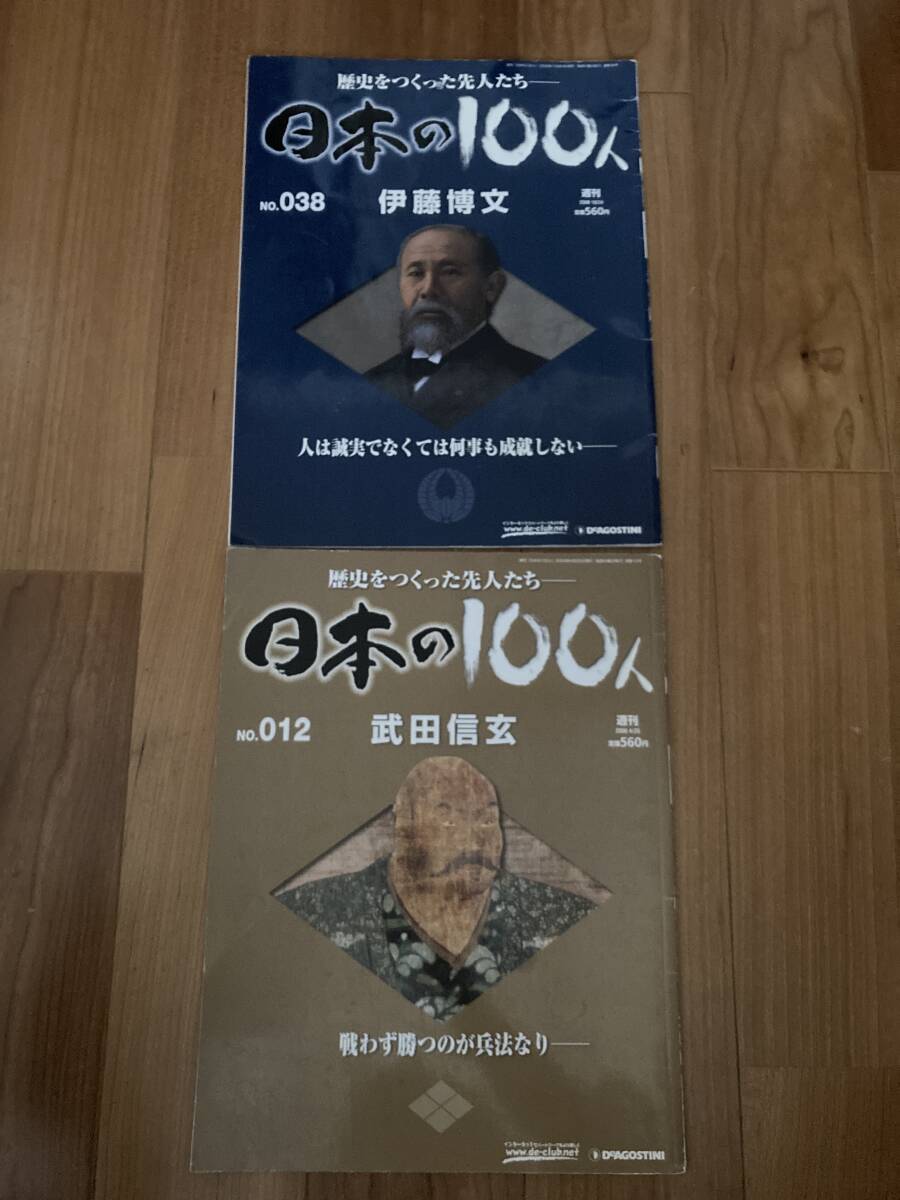 歴史をつくった先人たち――
日本の100人
NO.038 伊藤博文 週刊
定価560円
人は誠実でなくては何事も成就しない――
www.de-club.net DeAGOSTINI
歴史をつくった先人たち――
日本の100人
NO.012 武田信玄 週刊
定価560円
戦わず勝つのが兵法なり――
www.de-club.net DeAGOSTINI